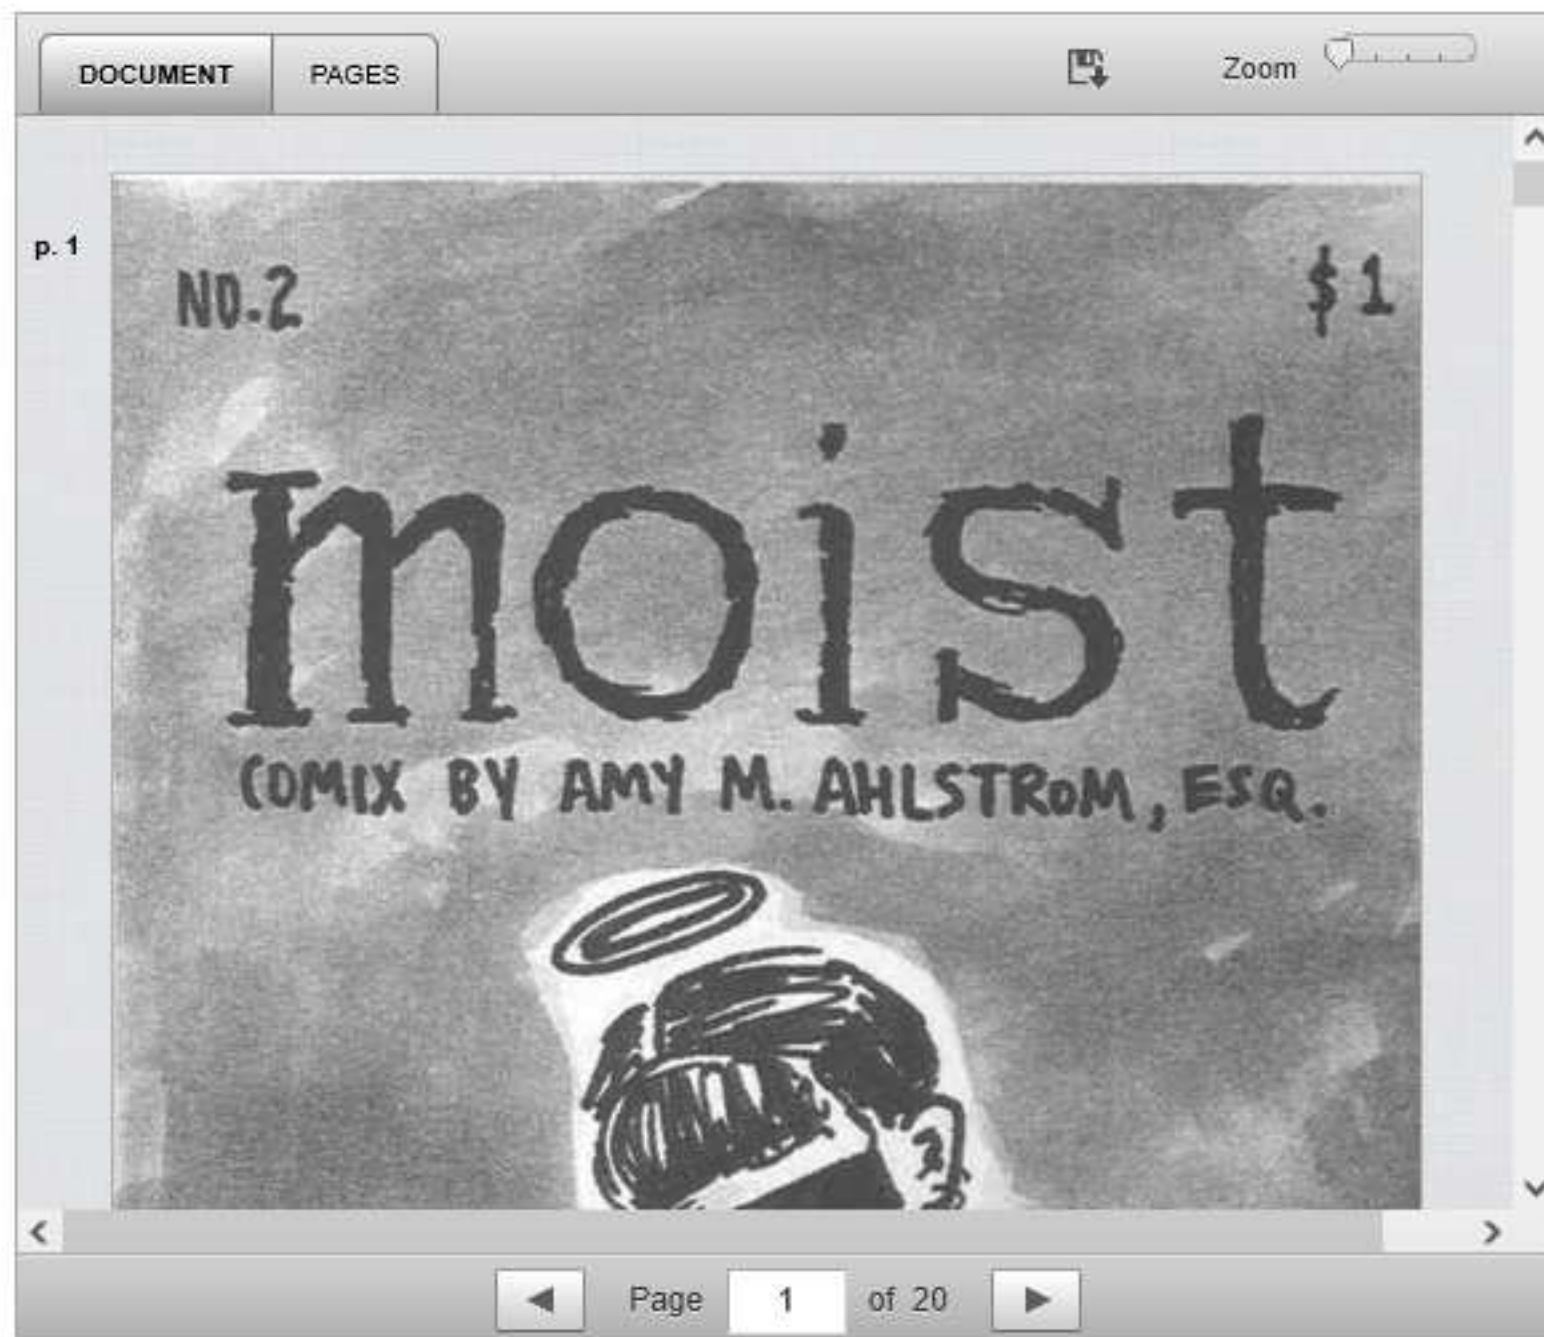 DOCUMENT PAGES Zoom
p. 1
NO.2 $1
moist
COMIX BY AMY M. AHLSTROM, ESQ.
Page 1 of 20